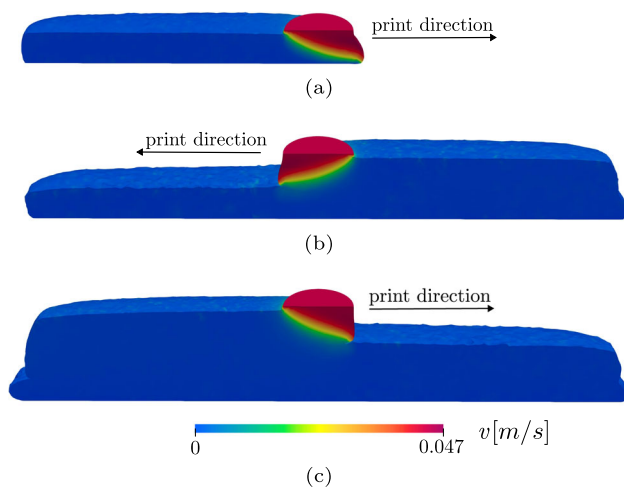 print direction
(a)
print direction
(b)
print direction
0
0.047
v[m/s]
(c)